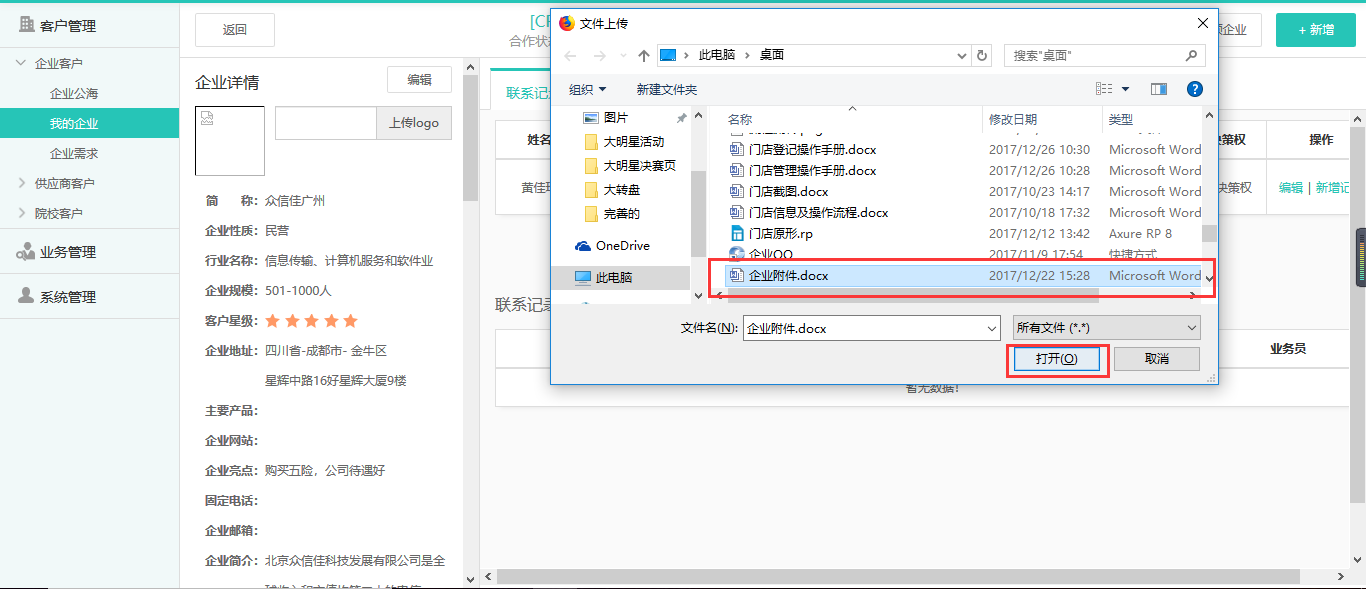 客户管理
企业客户
企业公海
我的企业
企业需求
供应商客户
院校客户
业务管理
系统管理
返回
企业详情
编辑
上传logo
简 称: 众信佳广州
企业性质: 民营
行业名称: 信息传输、计算机服务和软件业
企业规模: 501-1000人
客户星级:
企业地址: 四川省-成都市- 金牛区
星辉中路16好星辉大厦9楼
主要产品:
企业网站:
企业亮点: 购买五险，公司待遇好
固定电话:
企业邮箱:
企业简介: 北京众信佳科技发展有限公司是全
合作状
企业
+ 新增
联系记
姓名
策权
操作
黄佳
决策权
编辑 | 新增记
联系记录
业务员
暂无数据!
文件上传
此电脑 › 桌面
搜索"桌面"
组织
新建文件夹
图片
大明星活动
大明星决赛页
大转盘
完善的
OneDrive
此电脑
名称 修改日期 类型
门店登记操作手册.docx 2017/12/26 10:30 Microsoft Word
门店管理操作手册.docx 2017/12/26 10:28 Microsoft Word
门店截图.docx 2017/10/23 14:17 Microsoft Word
门店信息及操作流程.docx 2017/10/18 17:32 Microsoft Word
门店原形.rp 2017/12/12 13:42 Axure RP 8
企业QQ 2017/11/9 17:54 快捷方式
企业附件.docx 2017/12/22 15:28 Microsoft Word
文件名(N): 企业附件.docx 所有文件 (*.*)
打开(O) 取消